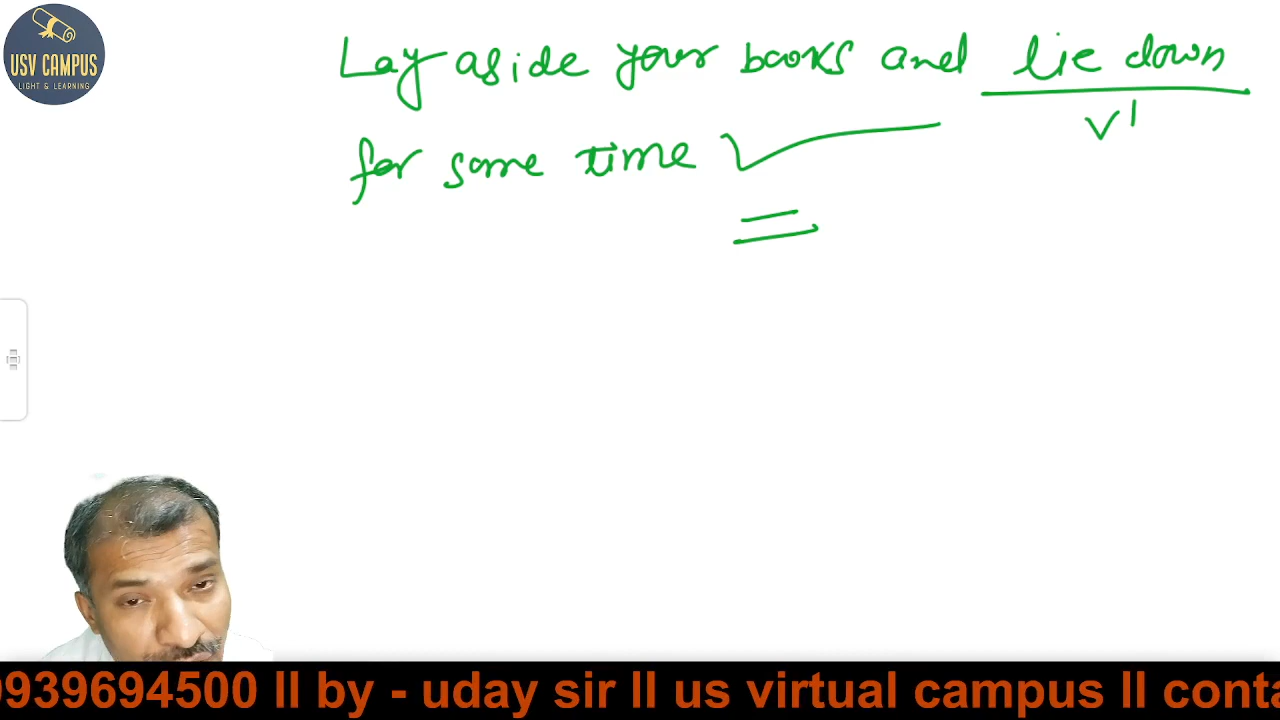 USV CAMPUS
LIGHT & LEARNING
Lay aside your books and lie down
V1
for some time
939694500 ll by - uday sir ll us virtual campus ll conta